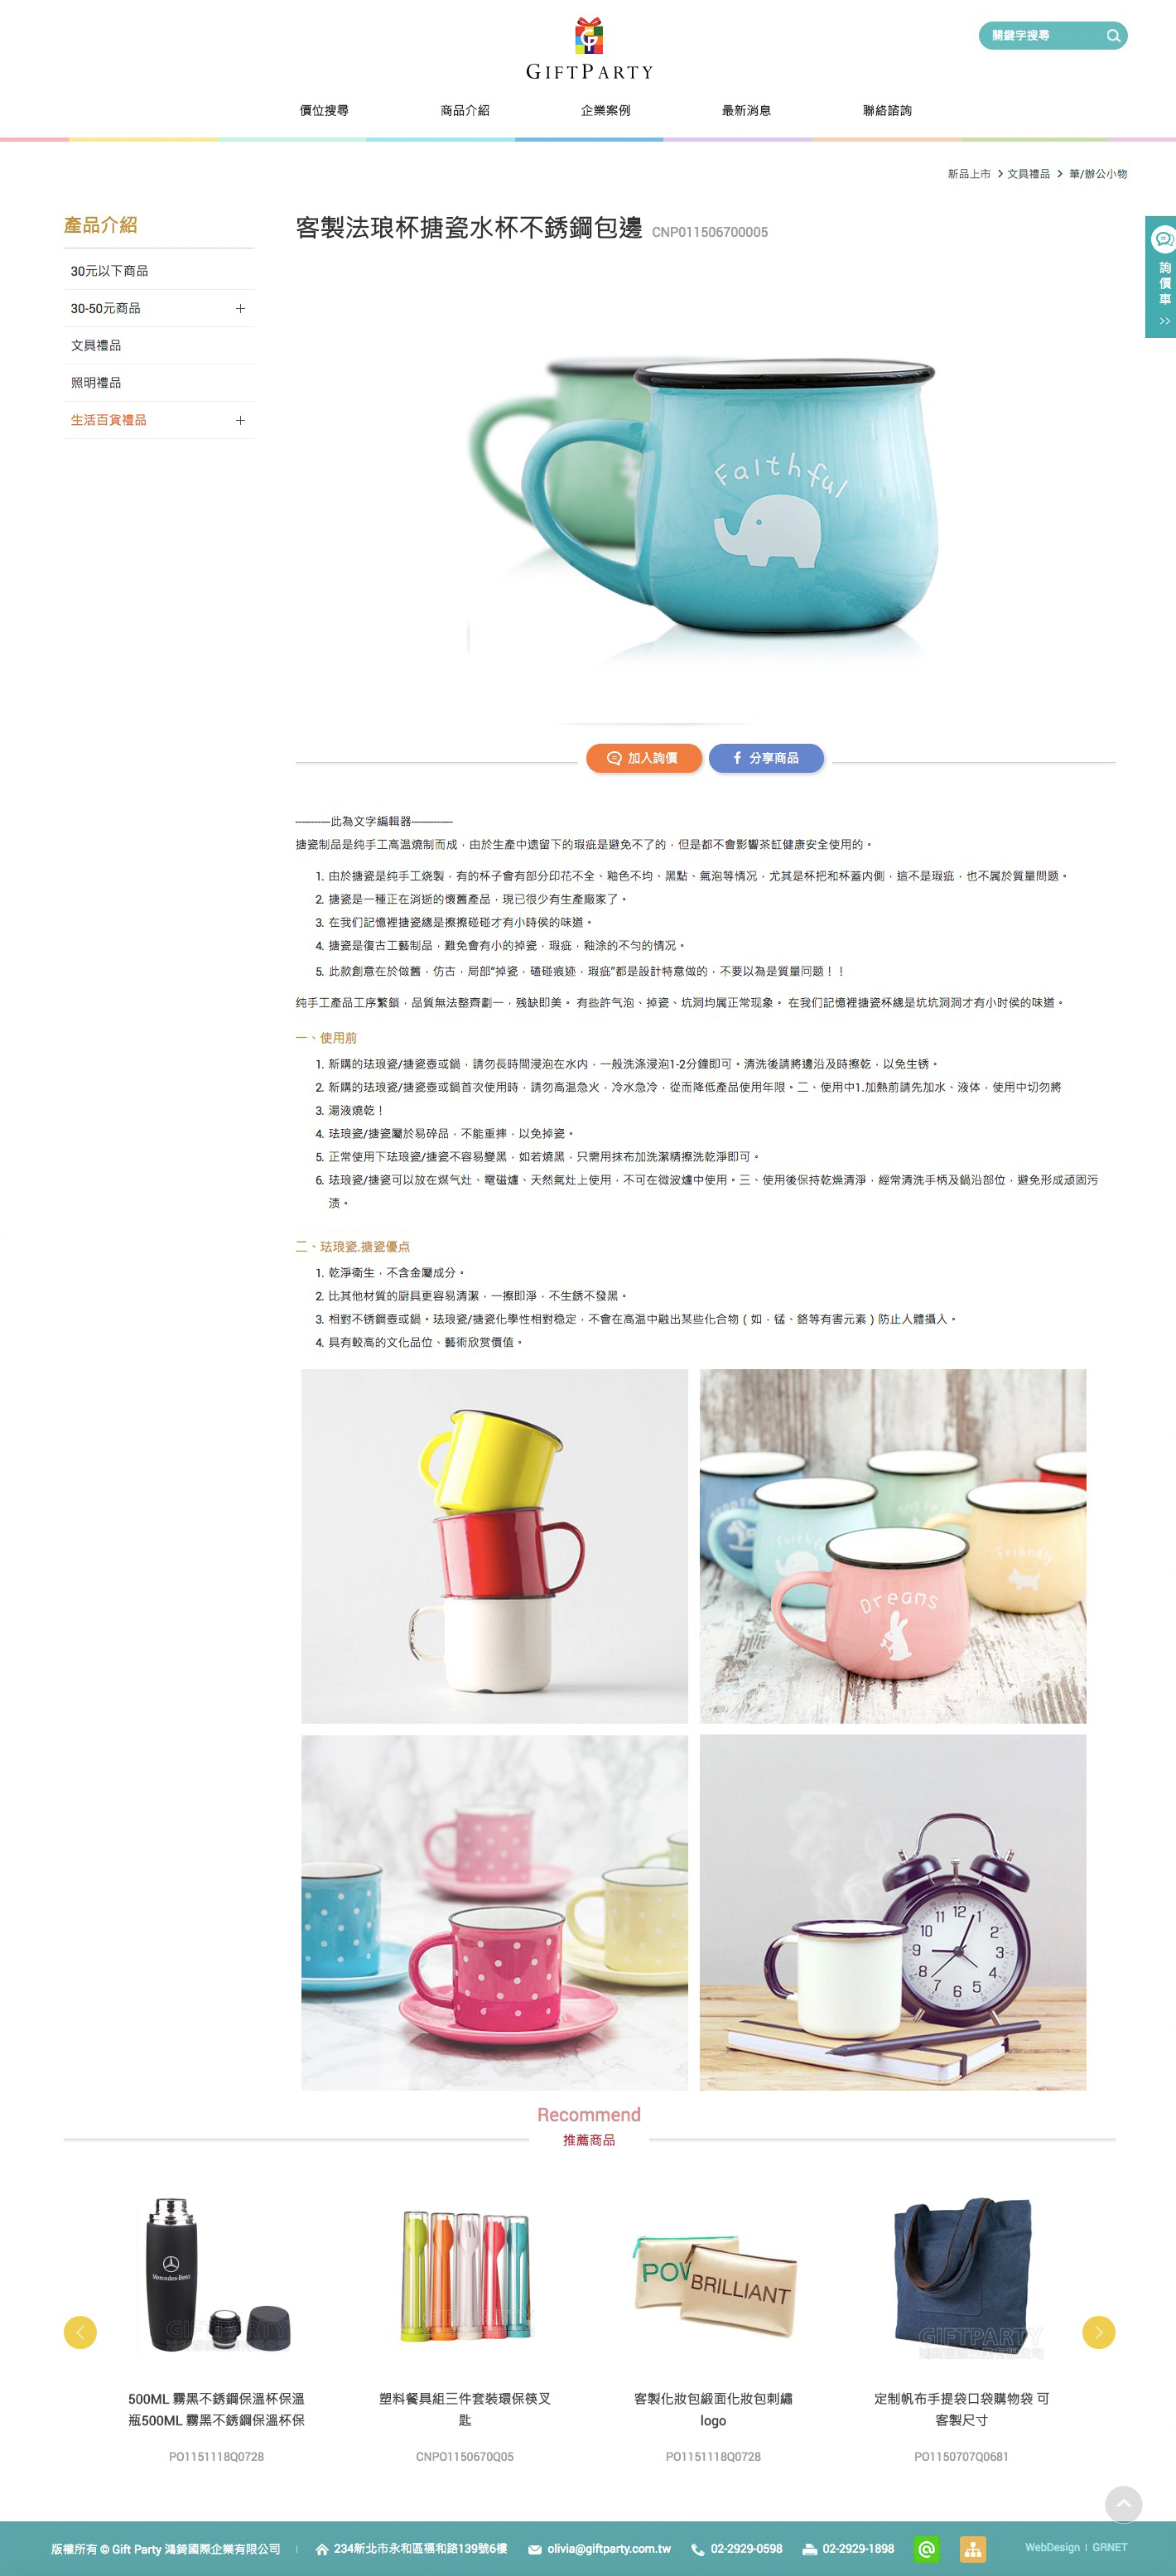 GIFTPARTY
關鍵字搜尋
價位搜尋
商品介紹
企業案例
最新消息
聯絡諮詢
新品上市 > 文具禮品 > 筆/辦公小物
產品介紹
30元以下商品
30-50元商品 +
文具禮品
照明禮品
生活百貨禮品 +
客製法琅杯搪瓷水杯不銹鋼包邊 CNP011506700005
詢價車 >>
Faithful
加入詢價
分享商品
-----------此為文字編輯器-------------
搪瓷制品是纯手工高温燒制而成，由於生產中遗留下的瑕疵是避免不了的，但是都不會影響茶缸健康安全使用的。
1. 由於搪瓷是纯手工烧製，有的杯子會有部分印花不全、釉色不均、黑點、氣泡等情况，尤其是杯把和杯蓋内側，這不是瑕疵，也不属於質量問題。
2. 搪瓷是一種正在消逝的懷舊產品，現已很少有生產廠家了。
3. 在我们記憶裡搪瓷總是擦擦碰碰才有小時侯的味道。
4. 搪瓷是復古工藝制品，難免會有小的掉瓷，瑕疵，釉涂的不匀的情况。
5. 此款創意在於做舊，仿古，局部“掉瓷，磕碰痕迹，瑕疵”都是設計特意做的，不要以為是質量问题！！
纯手工產品工序繁鎖，品質無法整齊劃一，残缺即美。 有些許气泡、掉瓷、坑洞均属正常现象。 在我们記憶裡搪瓷杯總是坑坑洞洞才有小时侯的味道。
一、使用前
1. 新購的珐琅瓷/搪瓷壺或鍋，請勿長時間浸泡在水内，一般洗涤浸泡1-2分鐘即可。清洗後請將邊沿及時擦乾，以免生锈。
2. 新購的珐琅瓷/搪瓷壺或鍋首次使用時，請勿高温急火，冷水急冷，從而降低產品使用年限。二、使用中1.加熱前請先加水、液体，使用中切勿將
3. 湯液燒乾！
4. 珐琅瓷/搪瓷屬於易碎品，不能重摔，以免掉瓷。
5. 正常使用下珐琅瓷/搪瓷不容易變黑，如若燒黑，只需用抹布加洗潔精擦洗乾淨即可。
6. 珐琅瓷/搪瓷可以放在煤气灶、電磁爐、天然氣灶上使用，不可在微波爐中使用。三、使用後保持乾燥清淨，經常清洗手柄及鍋沿部位，避免形成頑固污
渍。
二、珐琅瓷.搪瓷優点
1. 乾淨衛生，不含金屬成分。
2. 比其他材質的厨具更容易清潔，一擦即淨，不生銹不發黑。
3. 相對不锈鋼壺或鍋。珐琅瓷/搪瓷化學性相對稳定，不會在高温中融出某些化合物（如，锰、鉻等有害元素）防止人體攝入。
4. 具有較高的文化品位、藝術欣赏價值。
Faithful
Friendly
Dreams
Recommend
推薦商品
Mercedes-Benz
GIFTPARTY
POW
BRILLIANT
GIFTPARTY
500ML 霧黑不銹鋼保溫杯保溫
瓶500ML 霧黑不銹鋼保溫杯保
PO1151118Q0728
塑料餐具組三件套裝環保筷叉
匙
CNPO1150670Q05
客製化妝包緞面化妝包刺繡
logo
PO1151118Q0728
定制帆布手提袋口袋購物袋 可
客製尺寸
PO1150707Q0681
版權所有 © Gift Party 鴻錡國際企業有限公司 | 234新北市永和區福和路139號6樓 olivia@giftparty.com.tw 02-2929-0598 02-2929-1898 WebDesign | GRNET